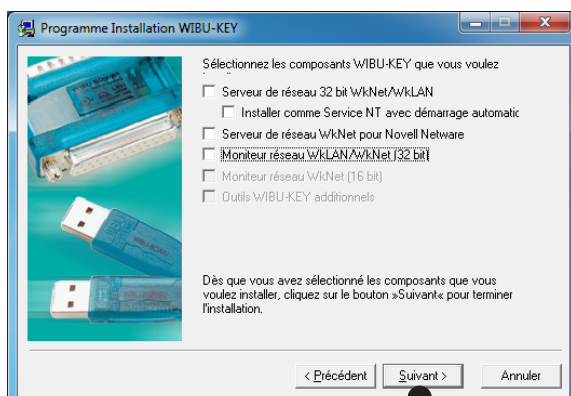 Programme Installation WIBU-KEY
Sélectionnez les composants WIBU-KEY que vous voulez
Serveur de réseau 32 bit WkNet/WkLAN
Installer comme Service NT avec démarrage automatic
Serveur de réseau WkNet pour Novell Netware
Moniteur réseau WkLAN/WkNet (32 bit)
Moniteur réseau WkNet (16 bit)
Outils WIBU-KEY additionnels
Dès que vous avez sélectionné les composants que vous
voulez installer, cliquez sur le bouton »Suivant« pour terminer
l'installation.
< Précédent
Suivant >
Annuler